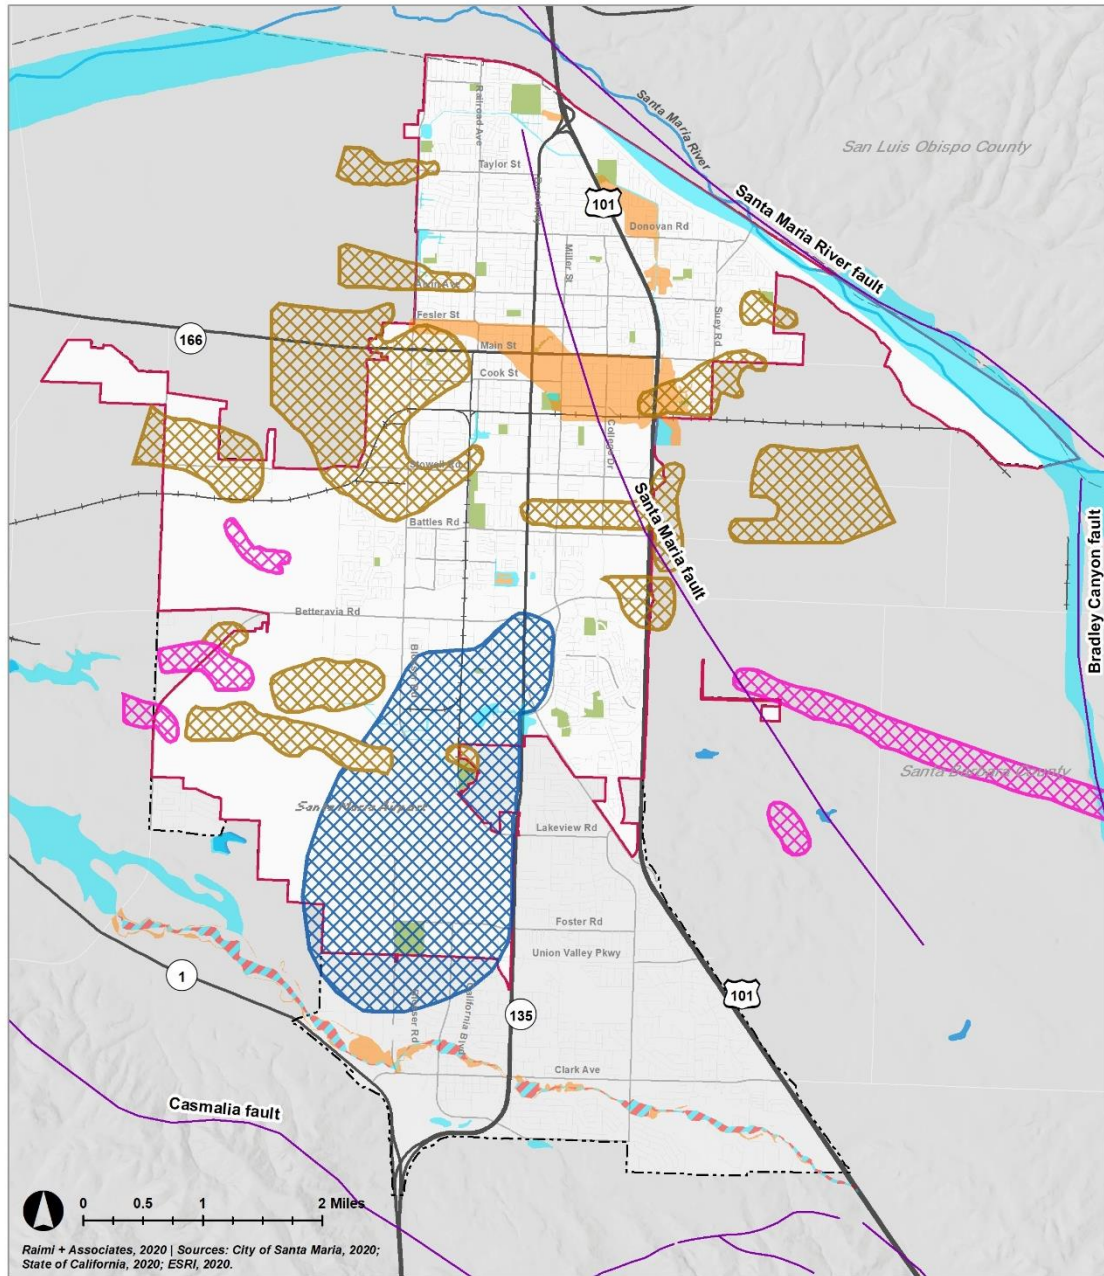 Santa Maria River
San Luis Obispo County
Railroad Ave
Taylor St
101
Santa Maria River fault
Donovan Rd
Miller St
Fesler St
Suey Rd
166
Main St
Cook St
College Dr
Stowell Rd
Battles Rd
Santa Maria fault
Bradley Canyon fault
Betteravia Rd
Santa Barbara County
Santa Maria Airport
Lakeview Rd
Foster Rd
Union Valley Pkwy
1
101
135
Blosser Rd
California Blvd
Clark Ave
Casmalia fault
0 0.5 1 2 Miles
Raimi + Associates, 2020 | Sources: City of Santa Maria, 2020;
State of California, 2020; ESRI, 2020.